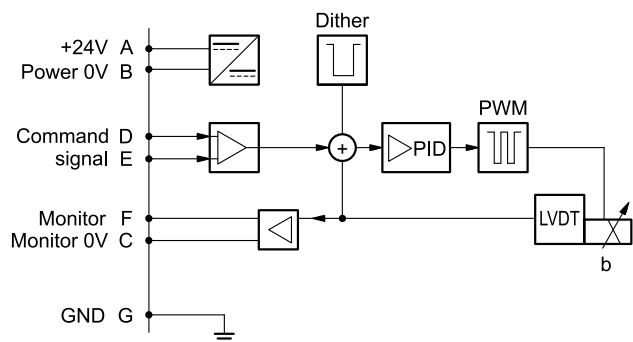 Dither
+24V A
Power 0V B
PWM
Command D
signal E
+
PID
Monitor F
Monitor 0V C
LVDT
b
GND G